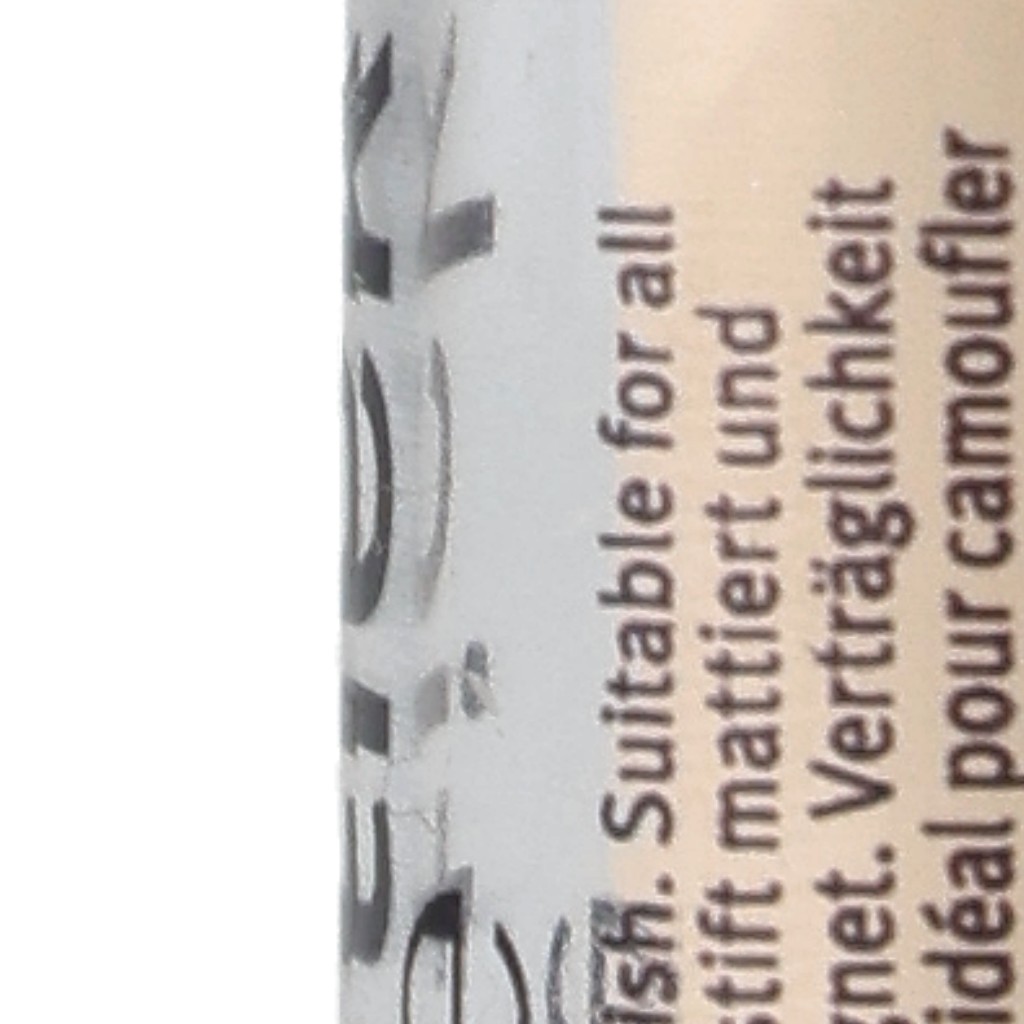 ish. Suitable for all
stift mattiert und
gnet. Verträglichkeit
idéal pour camoufler